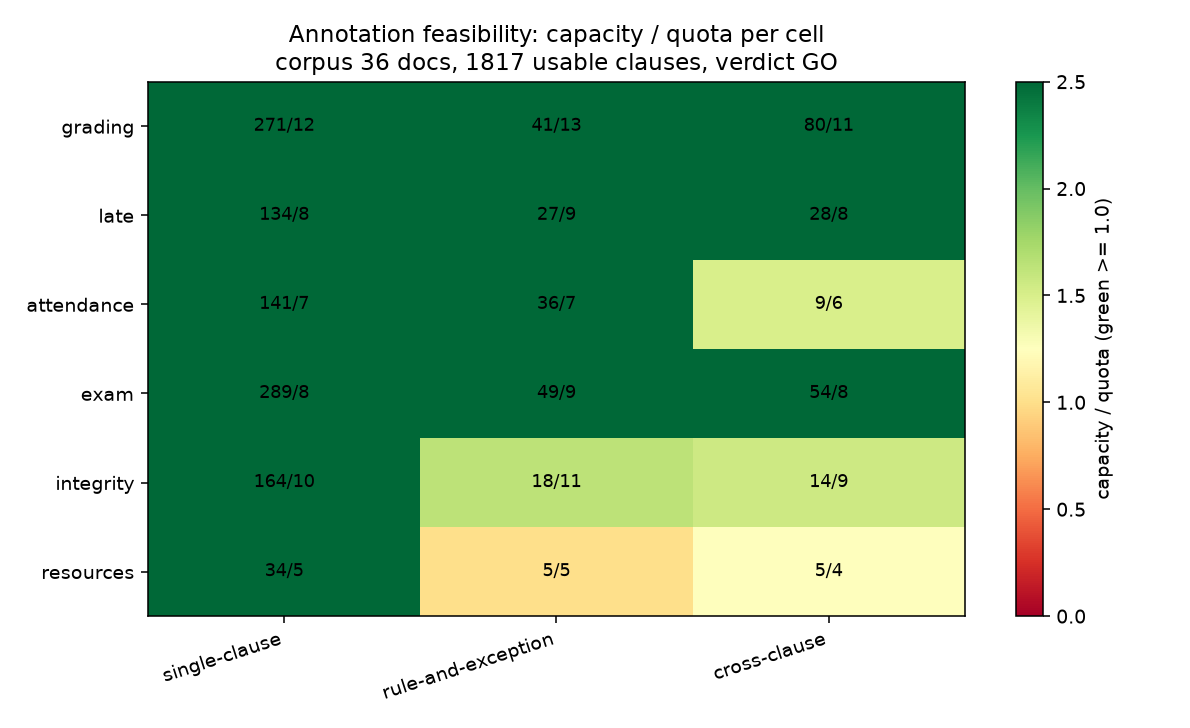 Annotation feasibility: capacity / quota per cell
corpus 36 docs, 1817 usable clauses, verdict GO
grading 271/12 41/13 80/11
late 134/8 27/9 28/8
attendance 141/7 36/7 9/6
exam 289/8 49/9 54/8
integrity 164/10 18/11 14/9
resources 34/5 5/5 5/4
single-clause rule-and-exception cross-clause
2.5
2.0
1.5
1.0
0.5
0.0
capacity / quota (green >= 1.0)